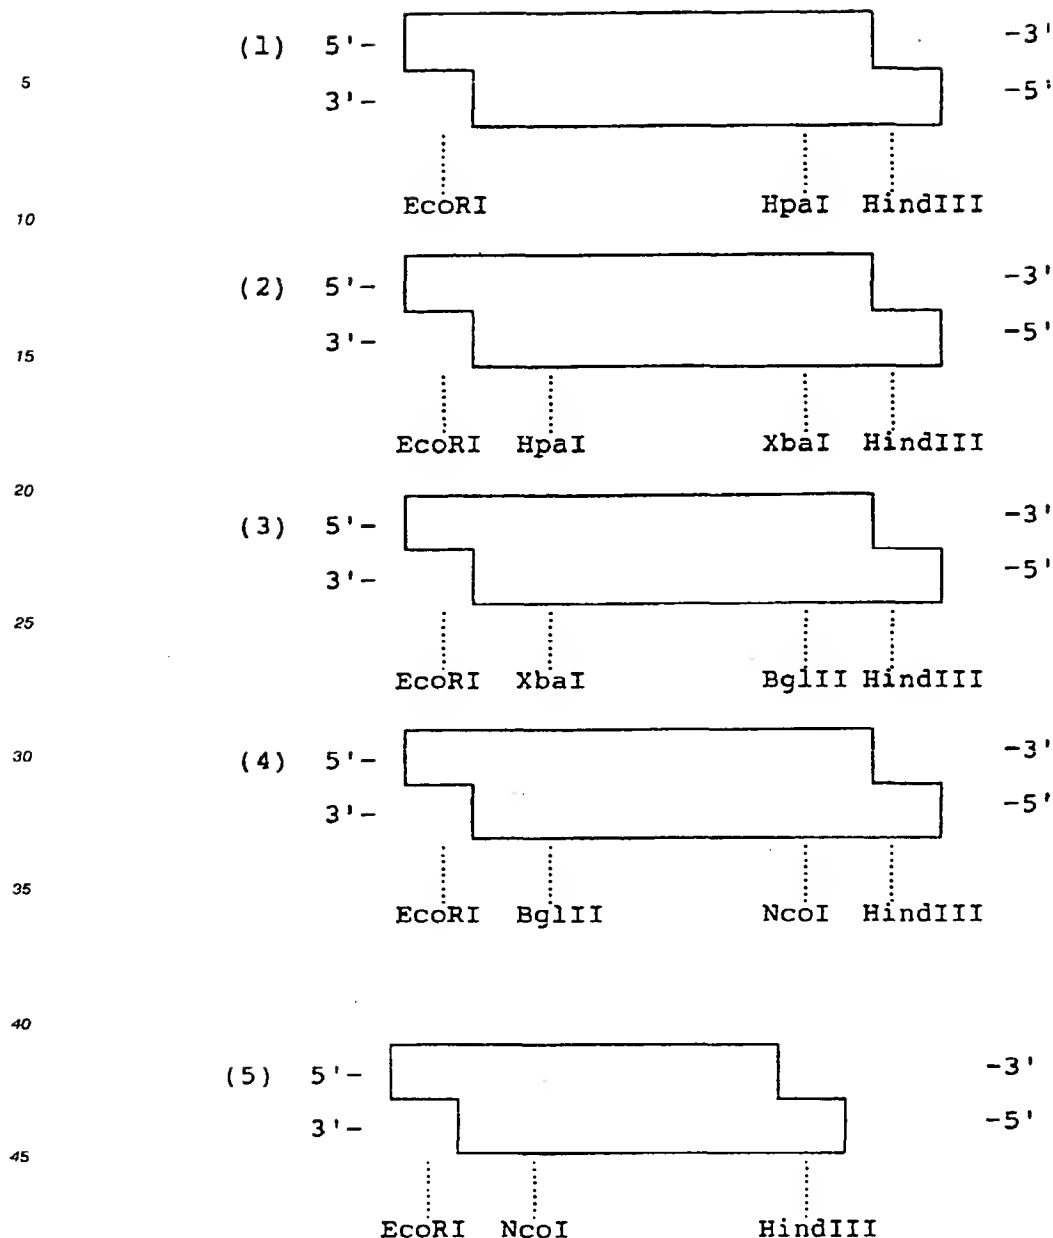 (1) 5'- -3'
5
3'- -5'
EcoRI HpaI HindIII
10
(2) 5'- -3'
3'- -5'
15
EcoRI HpaI XbaI HindIII
20
(3) 5'- -3'
3'- -5'
25
EcoRI XbaI BglII HindIII
30
(4) 5'- -3'
3'- -5'
35
EcoRI BglII NcoI HindIII
40
(5) 5'- -3'
3'- -5'
45
EcoRI NcoI HindIII